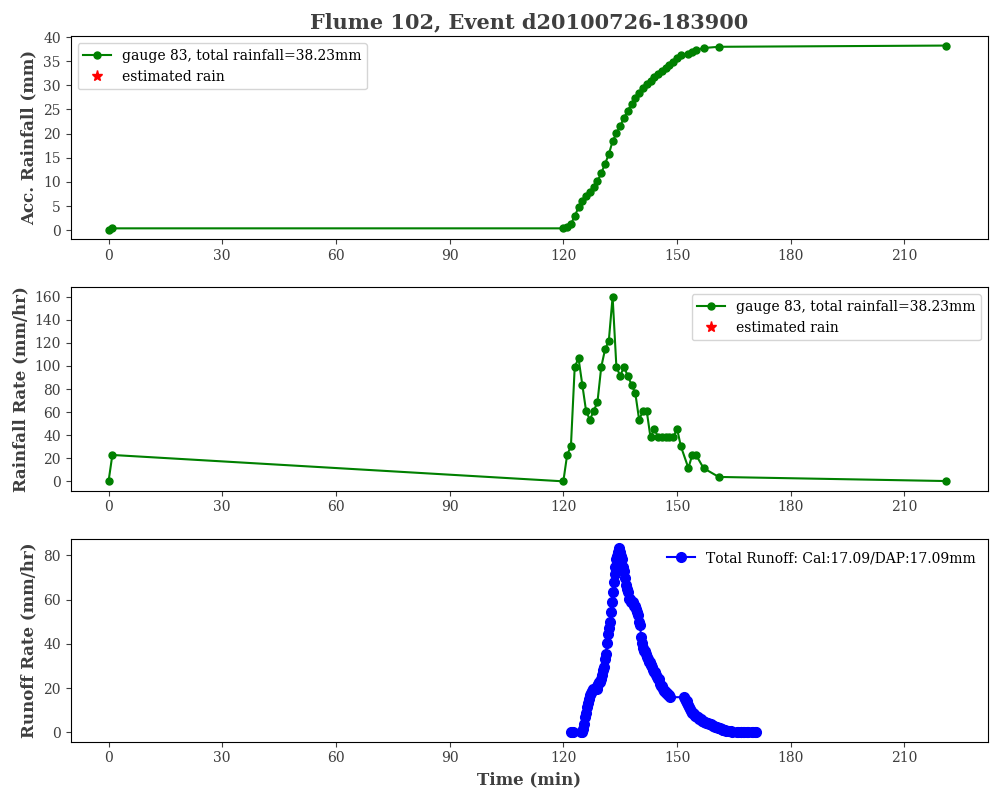 Flume 102, Event d20100726-183900
Acc. Rainfall (mm)
40
35
30
25
20
15
10
5
0
gauge 83, total rainfall=38.23mm
estimated rain
0 30 60 90 120 150 180 210
Rainfall Rate (mm/hr)
160
140
120
100
80
60
40
20
0
gauge 83, total rainfall=38.23mm
estimated rain
0 30 60 90 120 150 180 210
Runoff Rate (mm/hr)
80
60
40
20
0
Total Runoff: Cal:17.09/DAP:17.09mm
0 30 60 90 120 150 180 210
Time (min)